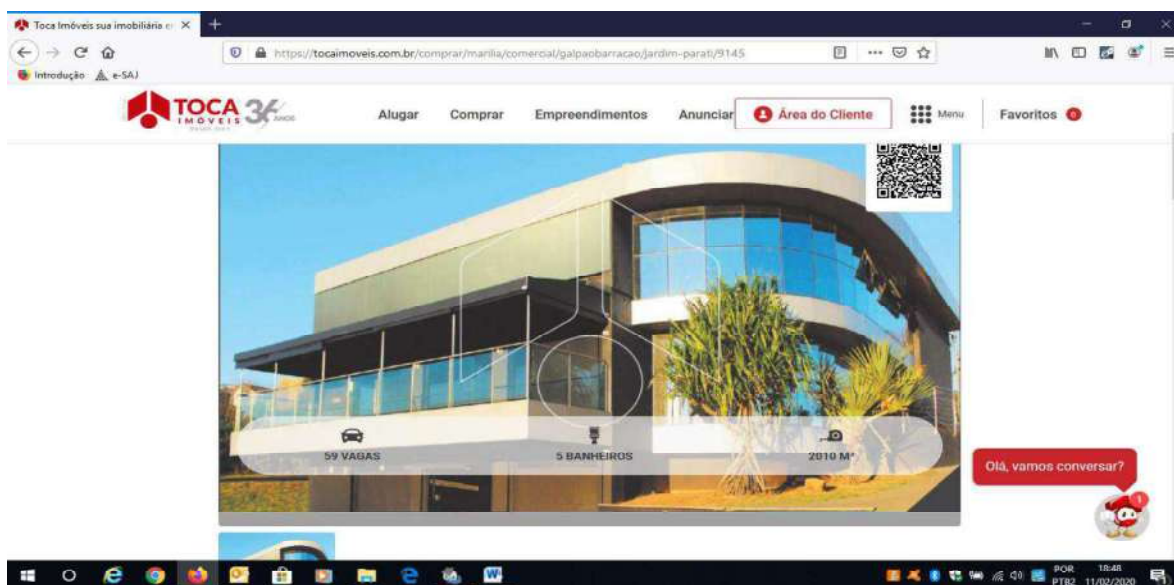 Toca Imóveis sua imobiliária e
https://tocaimoveis.com.br/comprar/marilia/comercial/galpaobarracao/jardim-parati/9145
Introdução e-SAJ
TOCA
IMÓVEIS
36 ANOS
Alugar Comprar Empreendimentos Anunciar Área do Cliente Menu Favoritos 0
59 VAGAS 5 BANHEIROS 2010 M²
Olá, vamos conversar?
1
POR 18:48
PTB2 11/02/2020